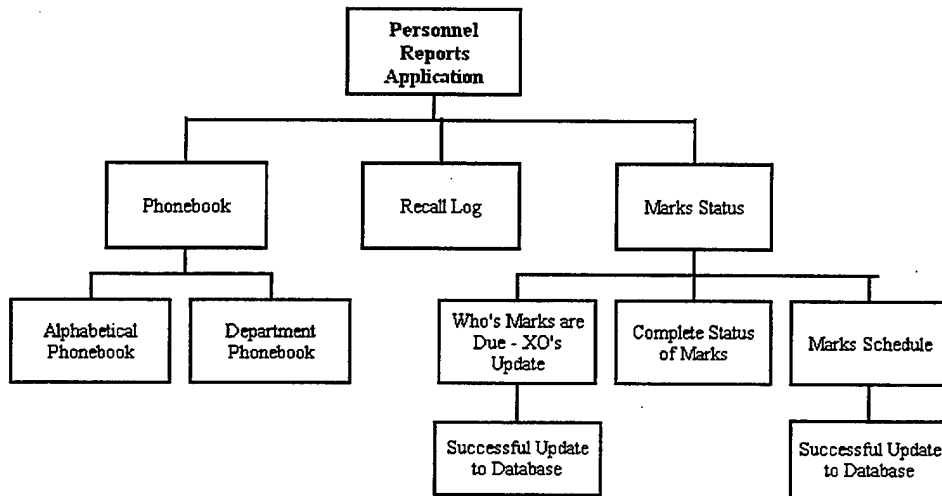 Personnel
Reports
Application
Phonebook
Recall Log
Marks Status
Alphabetical
Phonebook
Department
Phonebook
Who's Marks are
Due - XO's
Update
Complete Status
of Marks
Marks Schedule
Successful Update
to Database
Successful Update
to Database